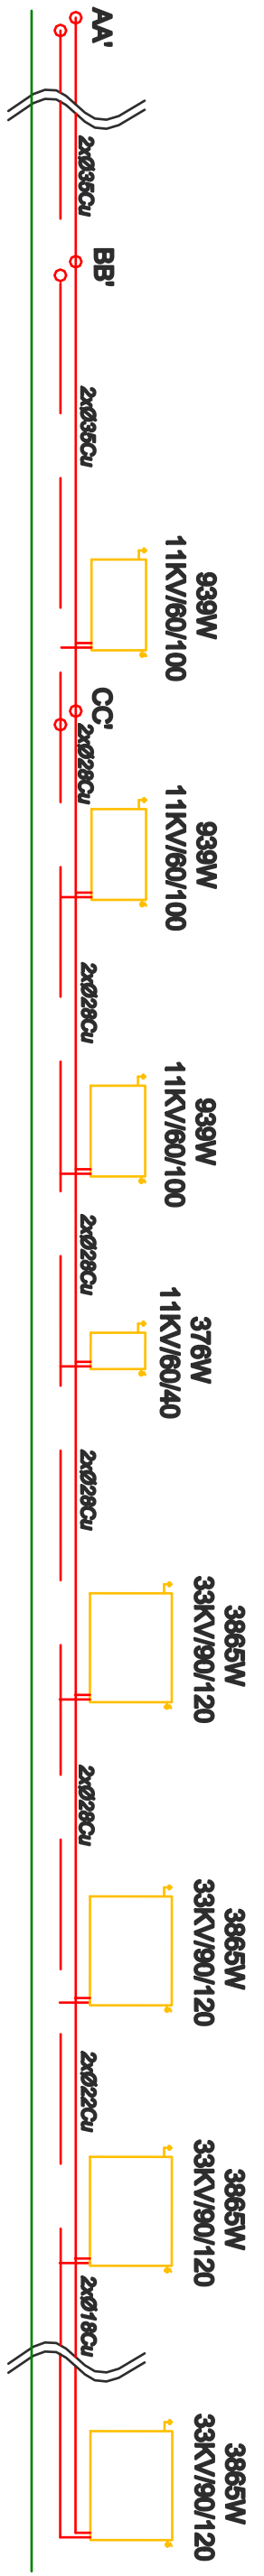 AA'
2xØ35Cu
BB'
2xØ35Cu
939W
11KV/60/100
CC'
2xØ28Cu
939W
11KV/60/100
2xØ28Cu
939W
11KV/60/100
2xØ28Cu
376W
11KV/60/40
2xØ28Cu
3865W
33KV/90/120
2xØ28Cu
3865W
33KV/90/120
2xØ22Cu
3865W
33KV/90/120
2xØ18Cu
3865W
33KV/90/120